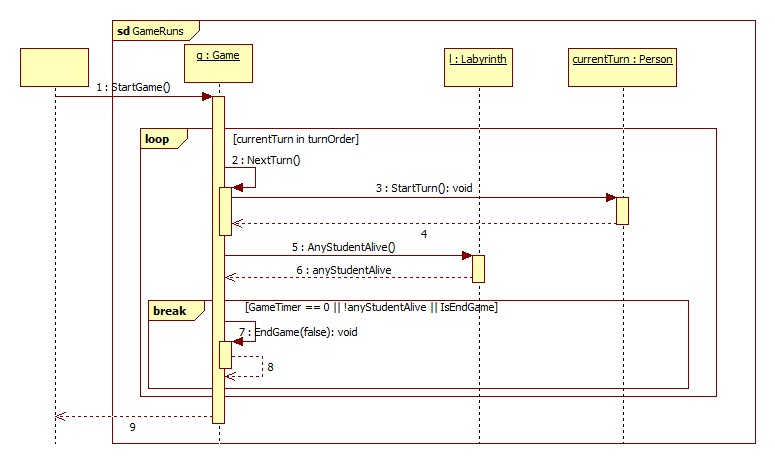 sd GameRuns
g : Game
l : Labyrinth
currentTurn : Person
1 : StartGame()
loop
[currentTurn in turnOrder]
2 : NextTurn()
3 : StartTurn(): void
4
5 : AnyStudentAlive()
6 : anyStudentAlive
break
[GameTimer == 0 || !anyStudentAlive || IsEndGame]
7 : EndGame(false): void
8
9